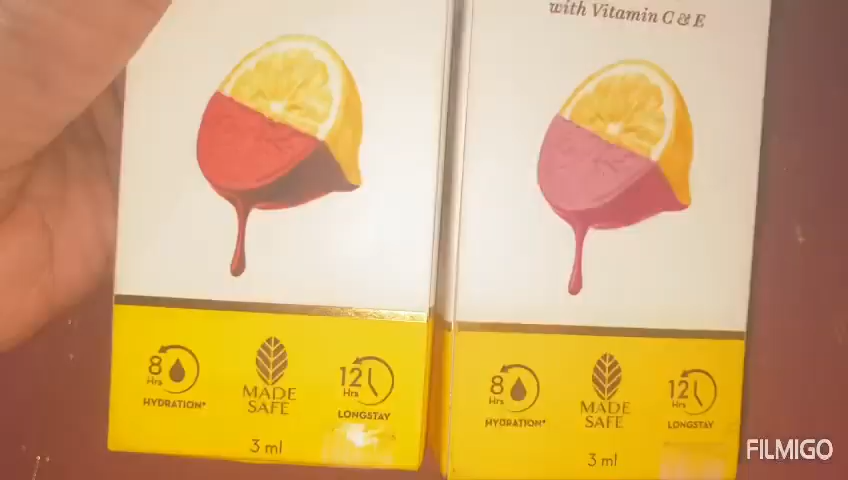 with Vitamin C & E
8
Hrs
HYDRATION*
MADE
SAFE
12
Hrs
LONGSTAY
3 ml
8
Hrs
HYDRATION*
MADE
SAFE
12
Hrs
LONGSTAY
3 ml
FILMIGO